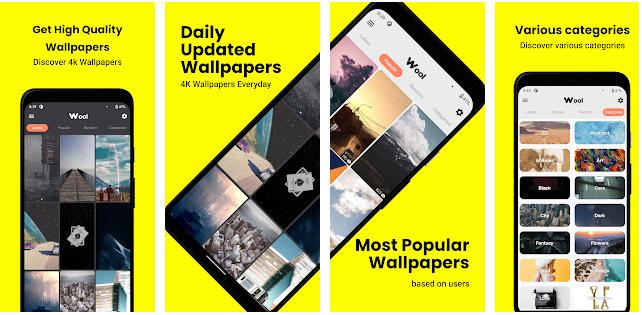 Get High Quality
Wallpapers
Discover 4k Wallpapers
Wool
Latest
Popular
Random
Categories
Daily
Updated
Wallpapers
4K Wallpapers Everyday
Latest
Popular
Random
Categories
Wool
Most Popular
Wallpapers
based on users
Various categories
Discover various categories
Wool
Latest
Popular
Random
Categories
3D
Abstract
Animals
Art
Black
Cars
City
Dark
Fantasy
Flowers